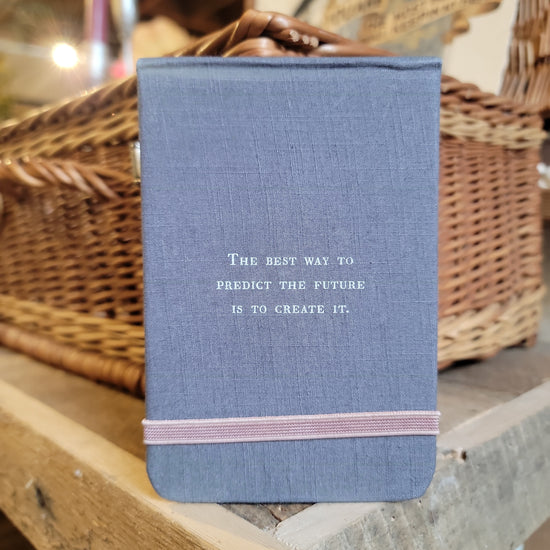 The best way to
predict the future
is to create it.